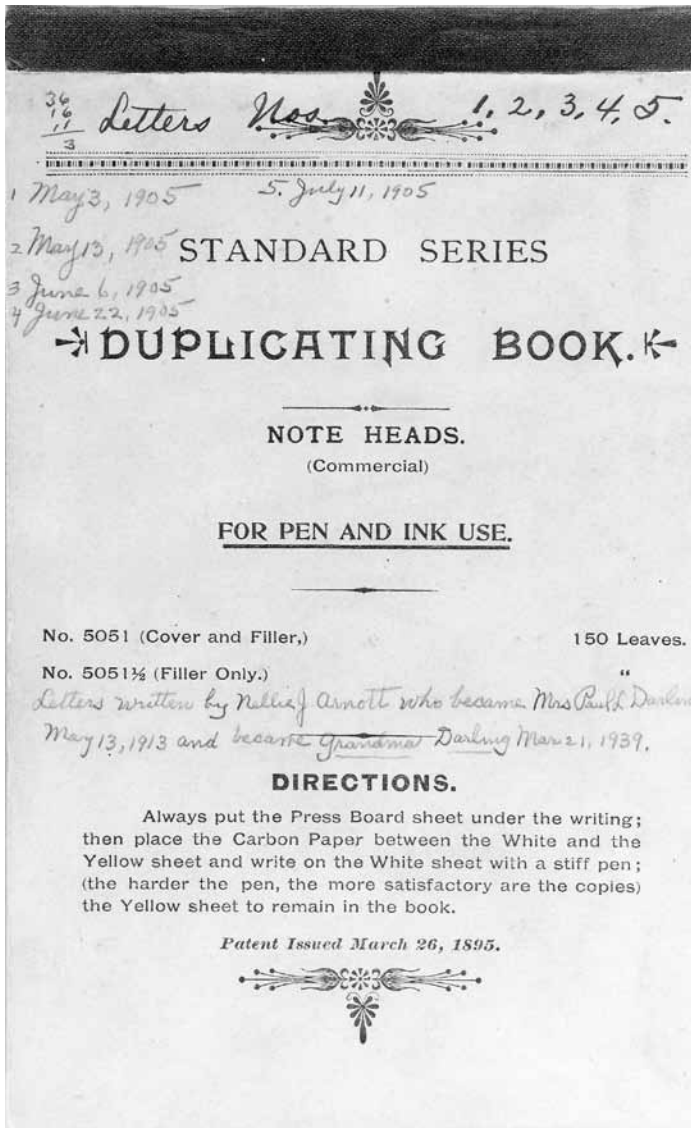 36
16
11
3
Letters Nos. 1, 2, 3, 4, 5.
1 May 3, 1905 5. July 11, 1905
2 May 13, 1905
STANDARD SERIES
3 June 6, 1905
4 June 22, 1905
DUPLICATING BOOK.
NOTE HEADS.
(Commercial)
FOR PEN AND INK USE.
No. 5051 (Cover and Filler,) 150 Leaves.
No. 5051½ (Filler Only.) "
Letters written by Nellie J Arnott who became Mrs Paul L Darlin
May 13, 1913 and became Grandma Darling Mar 21, 1939.
DIRECTIONS.
Always put the Press Board sheet under the writing;
then place the Carbon Paper between the White and the
Yellow sheet and write on the White sheet with a stiff pen;
(the harder the pen, the more satisfactory are the copies)
the Yellow sheet to remain in the book.
Patent Issued March 26, 1895.